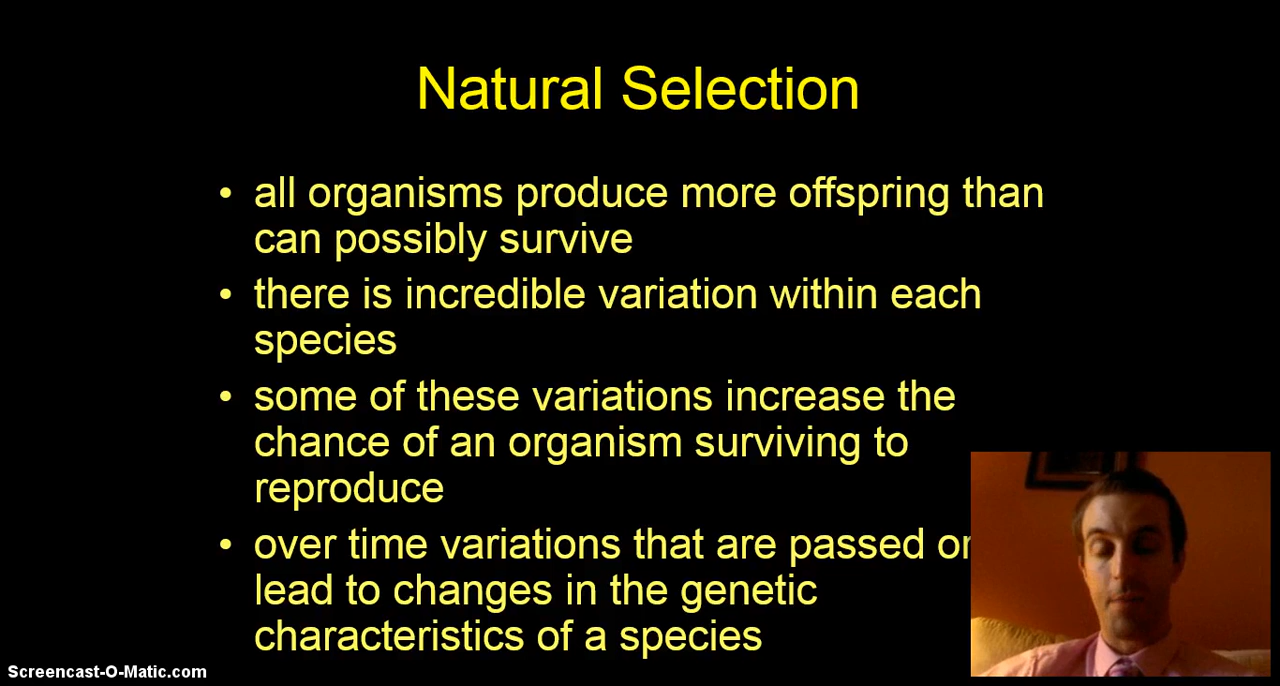 Natural Selection
• all organisms produce more offspring than
can possibly survive
• there is incredible variation within each
species
• some of these variations increase the
chance of an organism surviving to
reproduce
• over time variations that are passed on
lead to changes in the genetic
characteristics of a species
Screencast-O-Matic.com